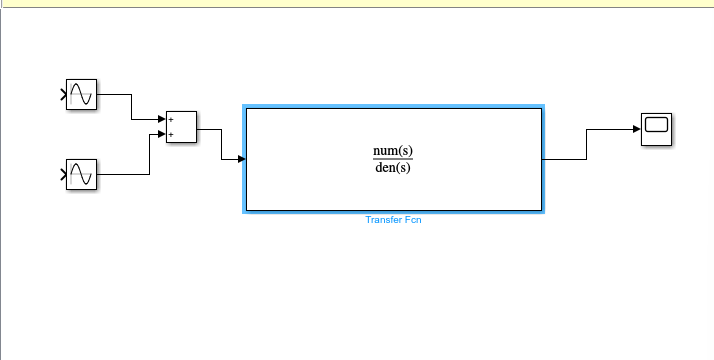 +
+
num(s)
den(s)
Transfer Fcn